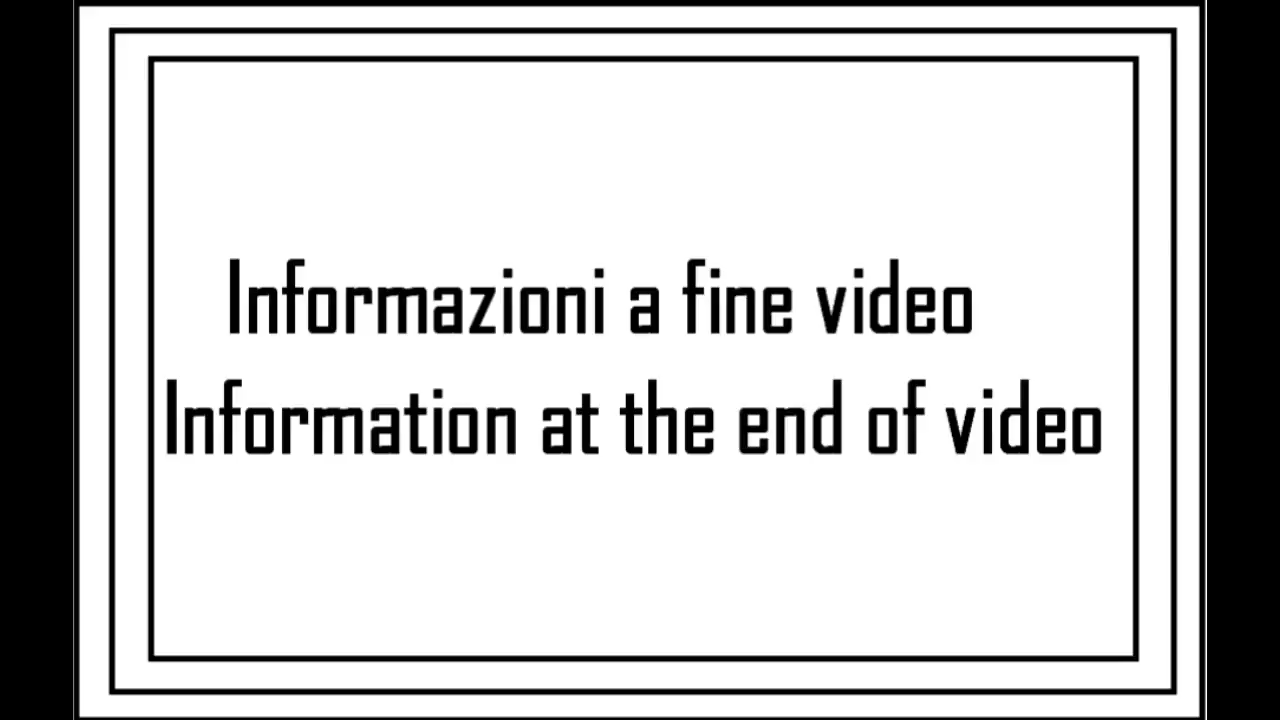 Informazioni a fine video
Information at the end of video